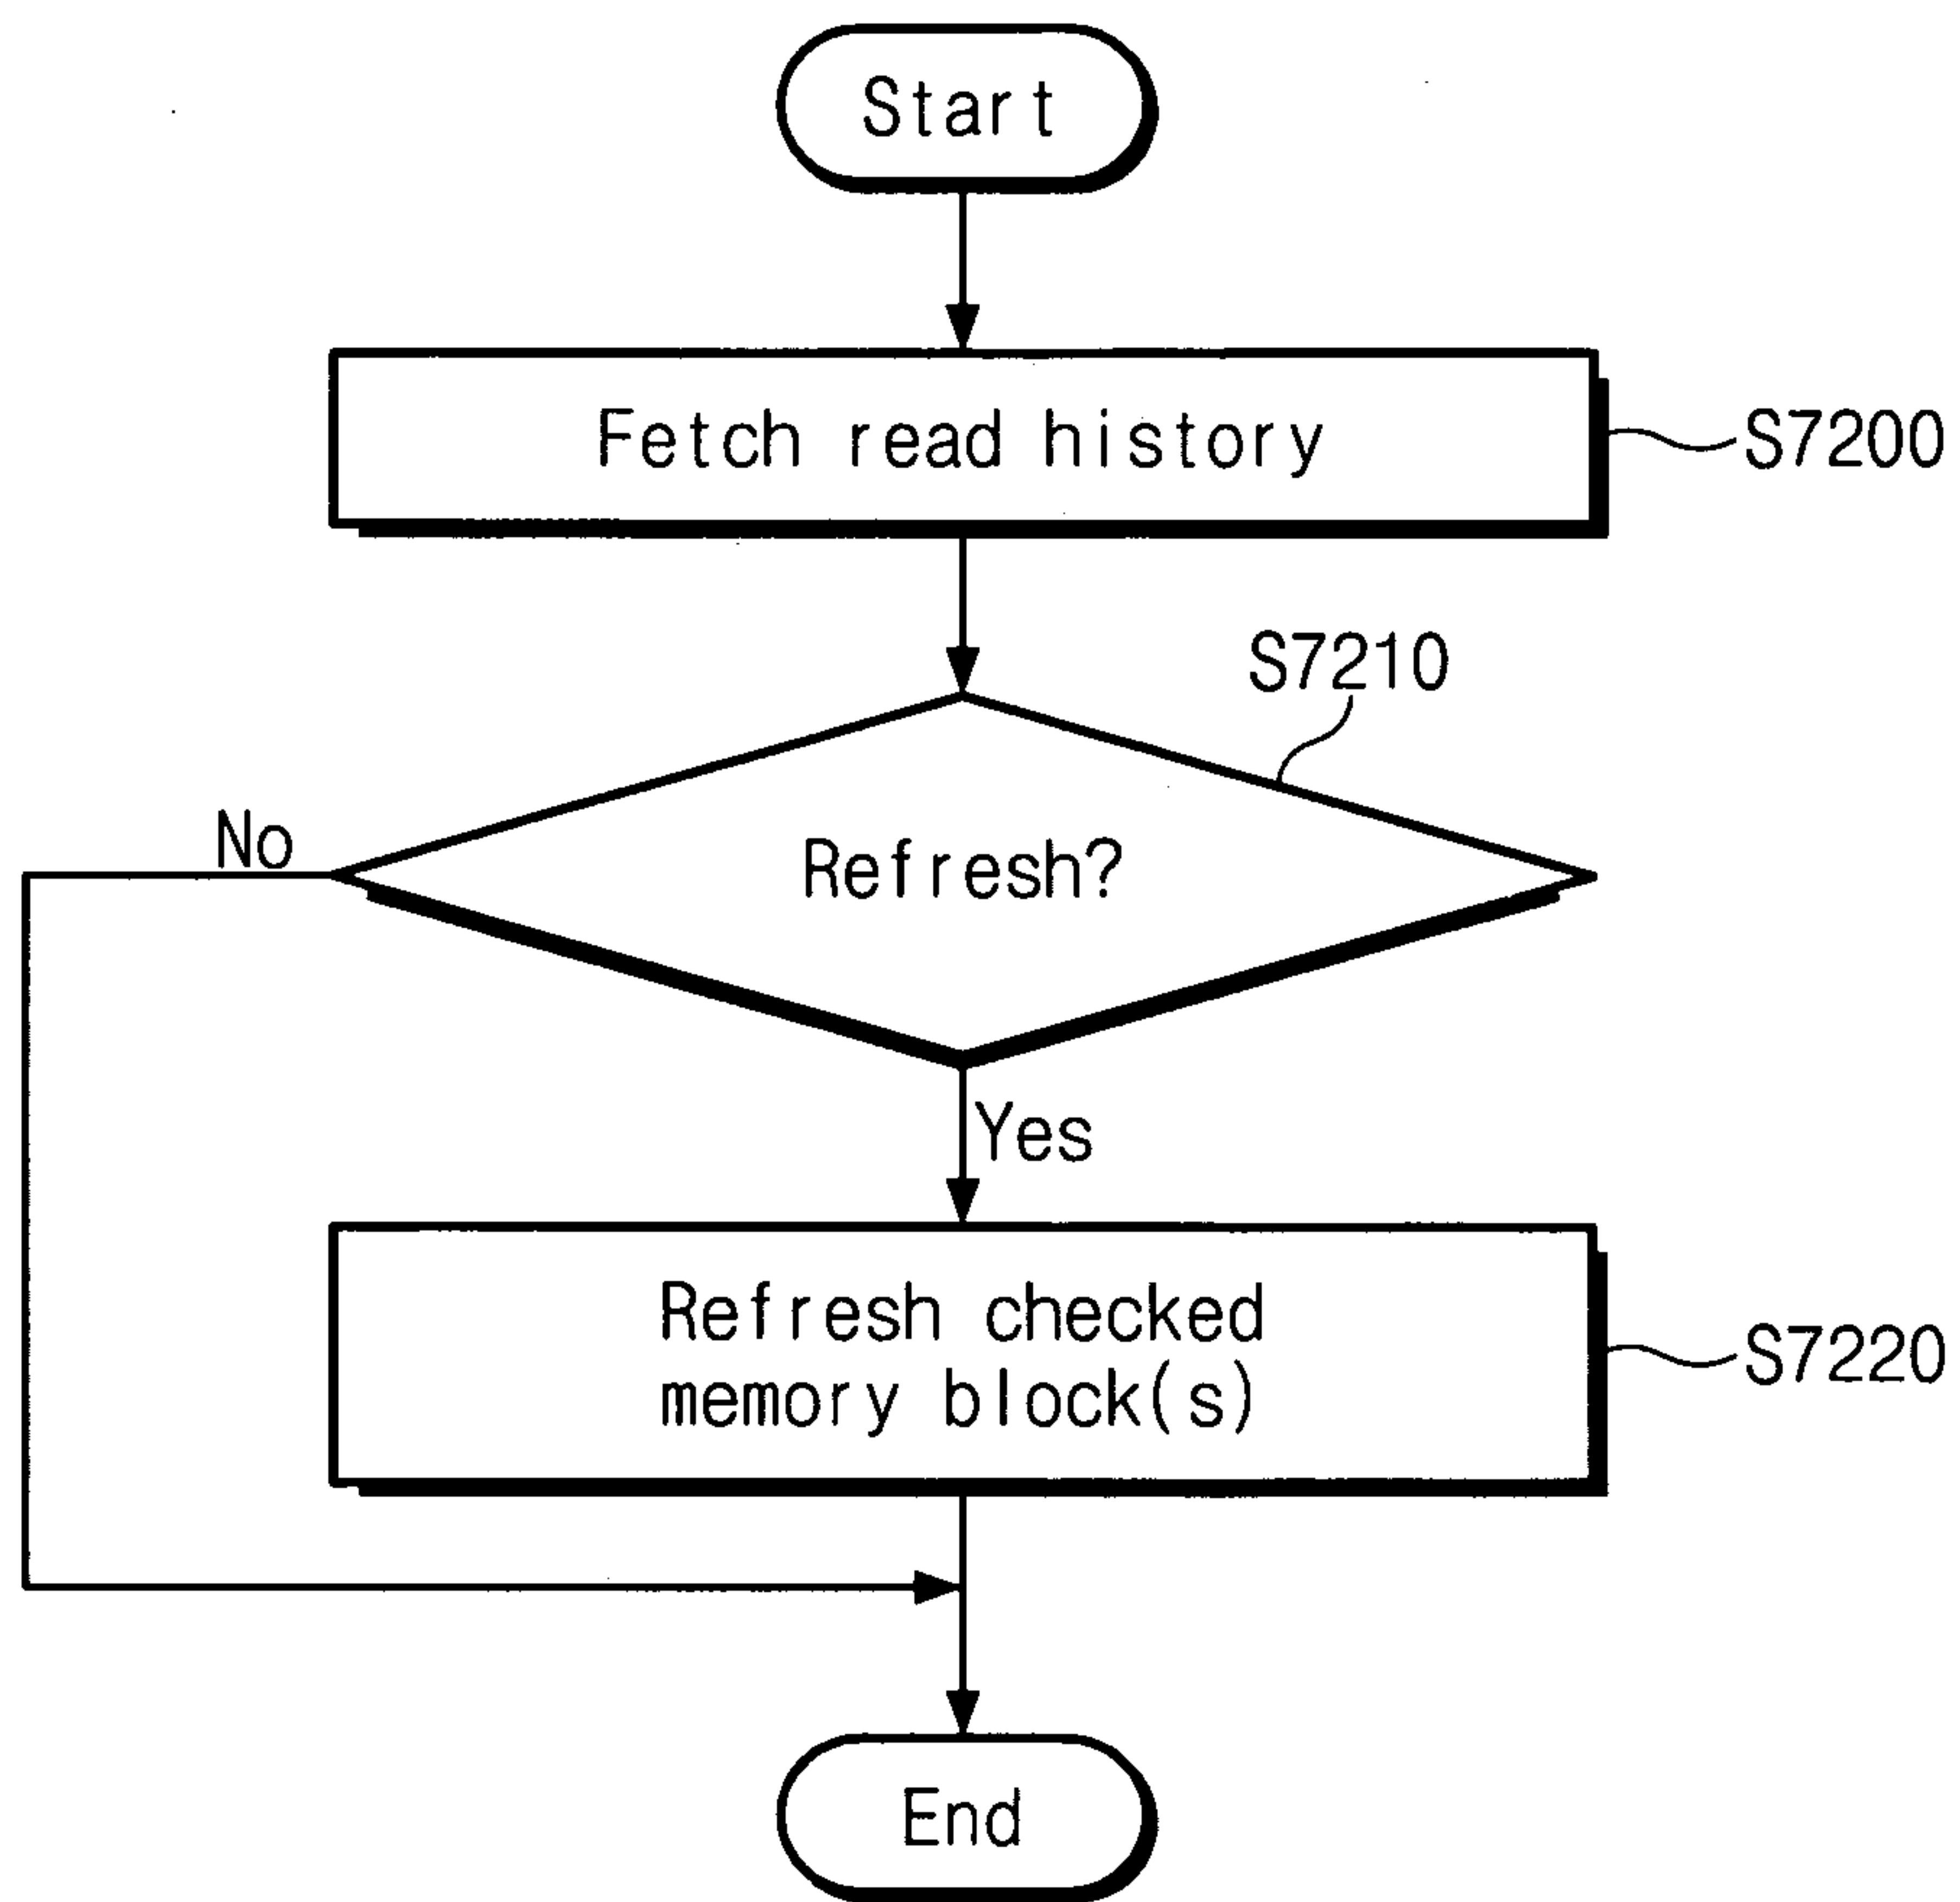 Start
Fetch read history
S7200
S7210
No
Refresh?
Yes
Refresh checked
memory block(s)
S7220
End